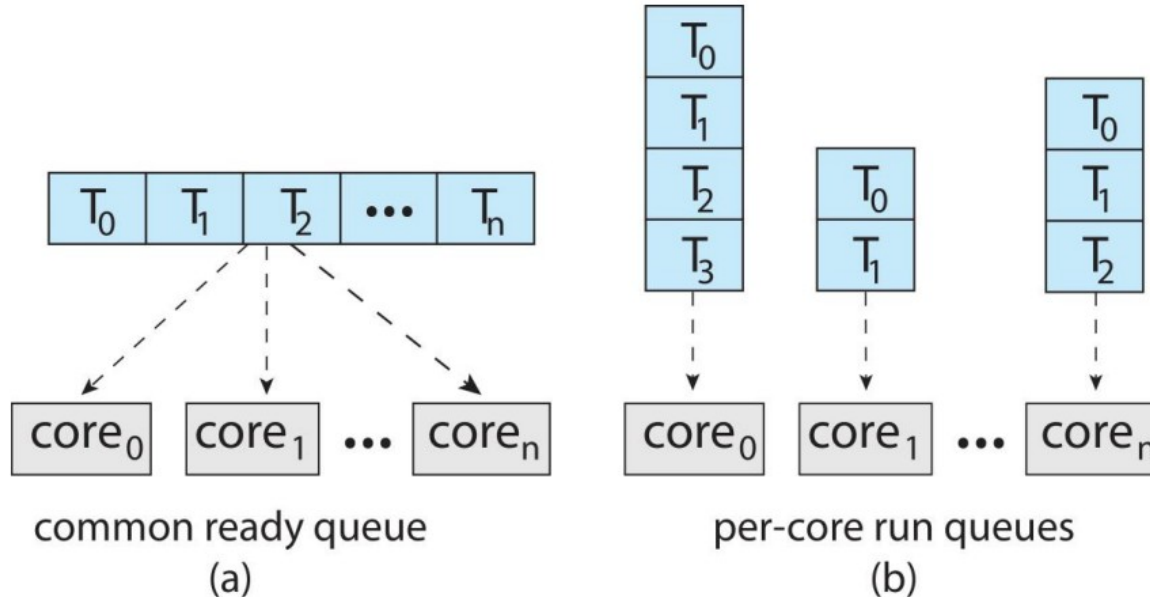 T₀ T₁ T₂ ••• Tₙ
core₀ core₁ ••• coreₙ
common ready queue
(a)
T₀
T₁
T₂
T₃
T₀
T₁
T₀
T₁
T₂
core₀ core₁ ••• coreₙ
per-core run queues
(b)